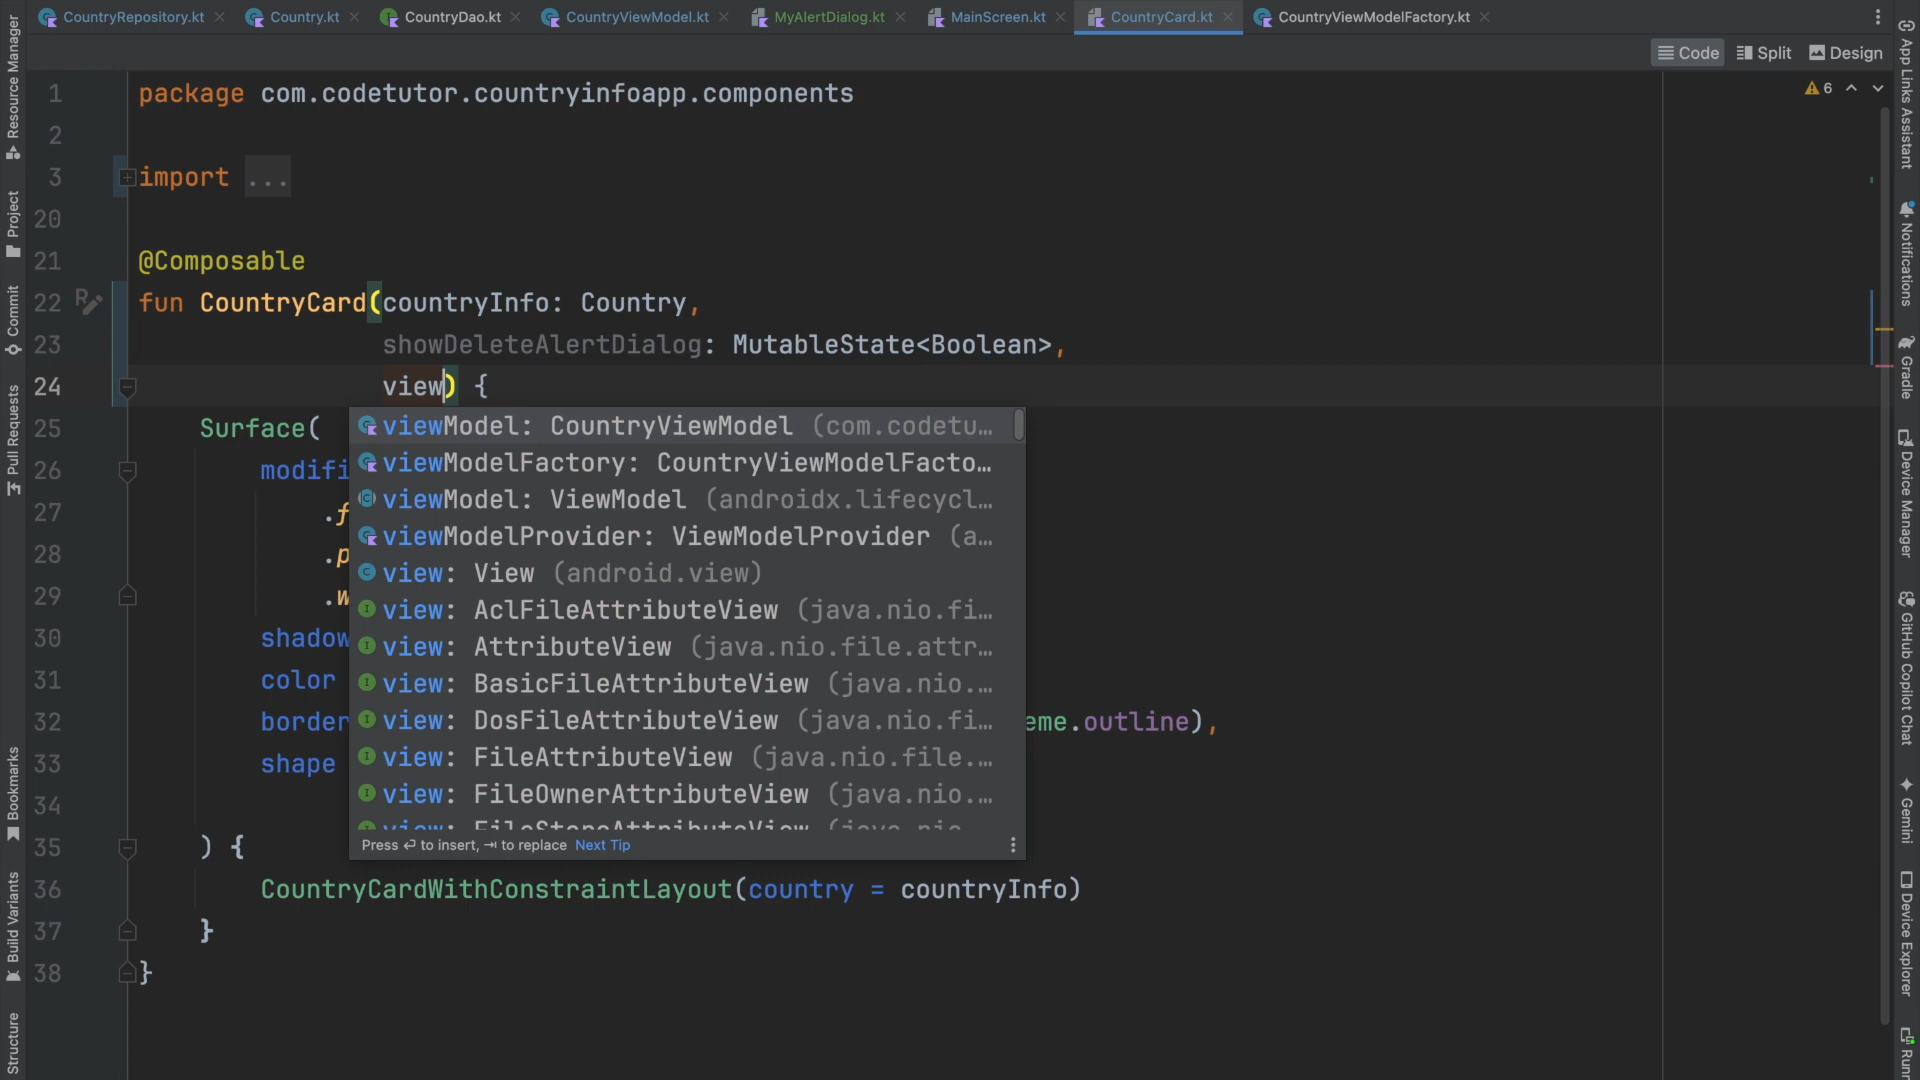 CountryRepository.kt
Country.kt
CountryDao.kt
CountryViewModel.kt
MyAlertDialog.kt
MainScreen.kt
CountryCard.kt
CountryViewModelFactory.kt
Code
Split
Design
6
Resource Manager
Project
Commit
Pull Requests
Bookmarks
Build Variants
Structure
1 package com.codetutor.countryinfoapp.components
2
3 import ...
20
21 @Composable
22 fun CountryCard(countryInfo: Country,
23 showDeleteAlertDialog: MutableState<Boolean>,
24 view) {
25 Surface(
26 modifi
27 .f
28 .p
29 .w
30 shadow
31 color
32 border eme.outline),
33 shape
34
35 ) {
36 CountryCardWithConstraintLayout(country = countryInfo)
37 }
38 }
viewModel: CountryViewModel (com.codetu…
viewModelFactory: CountryViewModelFacto…
viewModel: ViewModel (androidx.lifecycl…
viewModelProvider: ViewModelProvider (a…
view: View (android.view)
view: AclFileAttributeView (java.nio.fi…
view: AttributeView (java.nio.file.attr…
view: BasicFileAttributeView (java.nio.…
view: DosFileAttributeView (java.nio.fi…
view: FileAttributeView (java.nio.file.…
view: FileOwnerAttributeView (java.nio.…
view: FileStoreAttributeView (java.nio
Press ↵ to insert, ⇥ to replace Next Tip
App Links Assistant
Notifications
Gradle
Device Manager
GitHub Copilot Chat
Gemini
Device Explorer